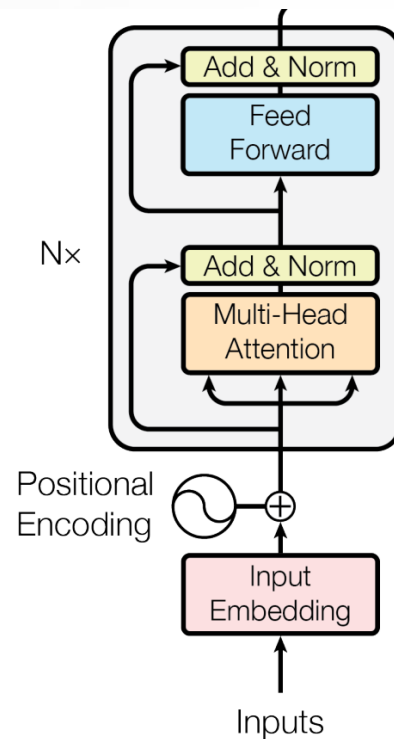 Add & Norm
Feed
Forward
N×
Add & Norm
Multi-Head
Attention
Positional
Encoding
Input
Embedding
Inputs